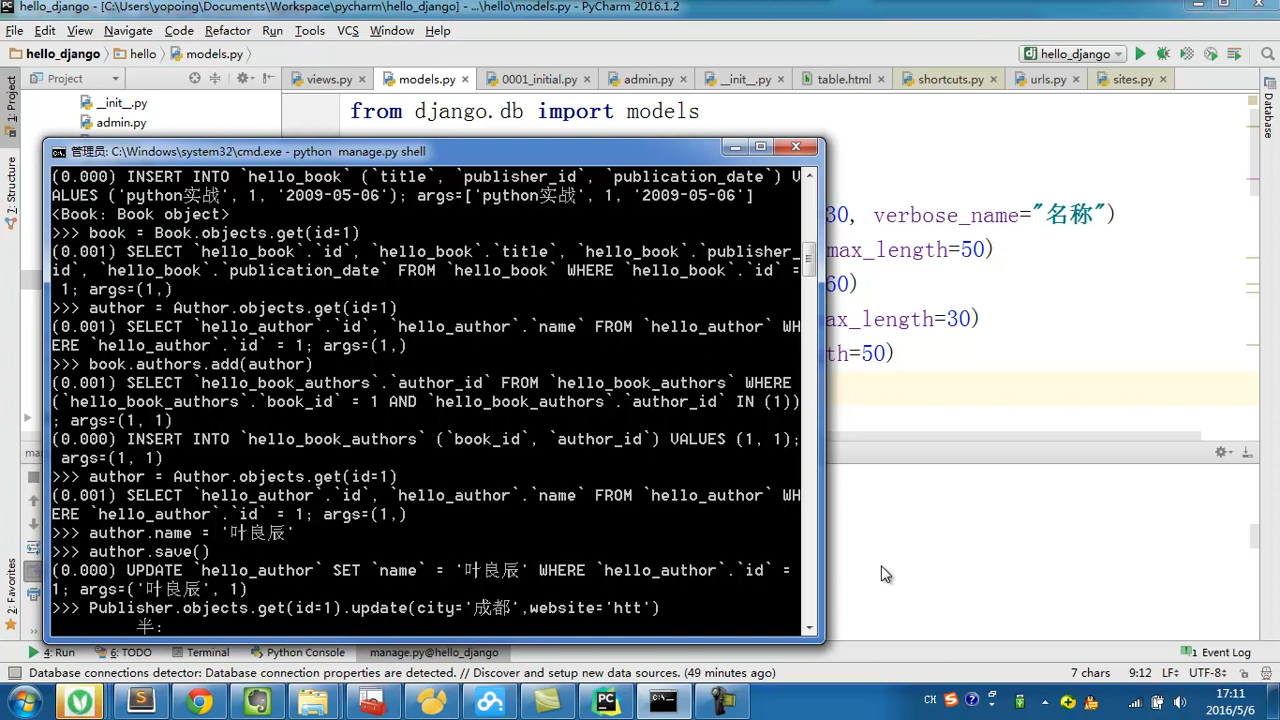 hello_django - [C:\Users\yopoing\Documents\Workspace\pycharm\hello_django] - ...\hello\models.py - PyCharm 2016.1.2
File Edit View Navigate Code Refactor Run Tools VCS Window Help
hello_django hello models.py hello_django
Project views.py models.py 0001_initial.py admin.py __init__.py table.html shortcuts.py urls.py sites.py
1: Project
Structure
2: Favorites
Database
__init__.py
admin.py
from django.db import models
30, verbose_name="名称")
max_length=50)
60)
max_length=30)
th=50)
管理员: C:\Windows\system32\cmd.exe - python  manage.py shell
(0.000) INSERT INTO `hello_book` (`title`, `publisher_id`, `publication_date`) V
ALUES ('python实战', 1, '2009-05-06'); args=['python实战', 1, '2009-05-06']
<Book: Book object>
>>> book = Book.objects.get(id=1)
(0.001) SELECT `hello_book`.`id`, `hello_book`.`title`, `hello_book`.`publisher_
id`, `hello_book`.`publication_date` FROM `hello_book` WHERE `hello_book`.`id` =
1; args=(1,)
>>> author = Author.objects.get(id=1)
(0.001) SELECT `hello_author`.`id`, `hello_author`.`name` FROM `hello_author` WH
ERE `hello_author`.`id` = 1; args=(1,)
>>> book.authors.add(author)
(0.001) SELECT `hello_book_authors`.`author_id` FROM `hello_book_authors` WHERE
(`hello_book_authors`.`book_id` = 1 AND `hello_book_authors`.`author_id` IN (1))
; args=(1, 1)
(0.000) INSERT INTO `hello_book_authors` (`book_id`, `author_id`) VALUES (1, 1);
args=(1, 1)
>>> author = Author.objects.get(id=1)
(0.001) SELECT `hello_author`.`id`, `hello_author`.`name` FROM `hello_author` WH
ERE `hello_author`.`id` = 1; args=(1,)
>>> author.name = '叶良辰'
>>> author.save()
(0.000) UPDATE `hello_author` SET `name` = '叶良辰' WHERE `hello_author`.`id` =
1; args=('叶良辰', 1)
>>> Publisher.objects.get(id=1).update(city='成都',website='htt')
半:
4: Run 6: TODO Terminal Python Console manage.py@hello_django 1 Event Log
Database connections detector: Database connection properties are detected. Discover and setup new data sources. (49 minutes ago) 7 chars 9:12 LF÷ UTF-8÷
CH 17:11
2016/5/6